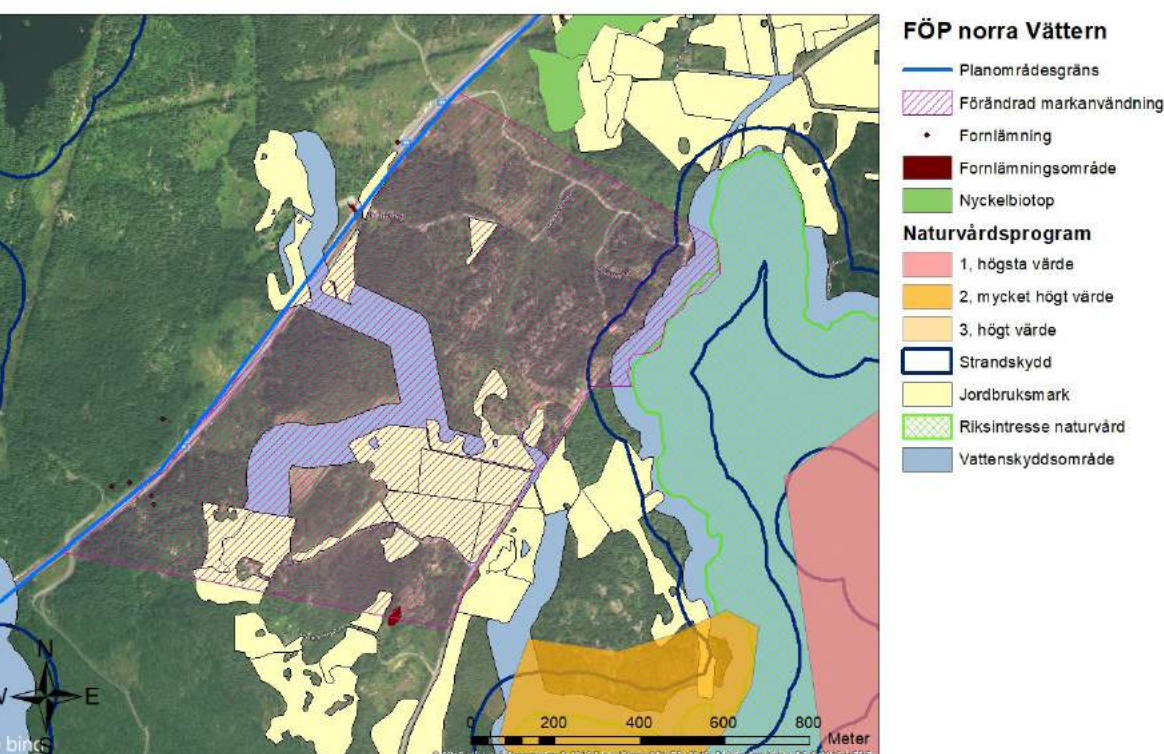 FÖP norra Vättern
Planområdesgräns
Förändrad markanvändning
Fornlämning
Fornlämningsområde
Nyckelbiotop
Naturvårdsprogram
1, högsta värde
2, mycket högt värde
3, högt värde
Strandskydd
Jordbruksmark
Riksintresse naturvård
Vattenskyddsområde
N
W E
S
bing
0 200 400 600 800
Meter